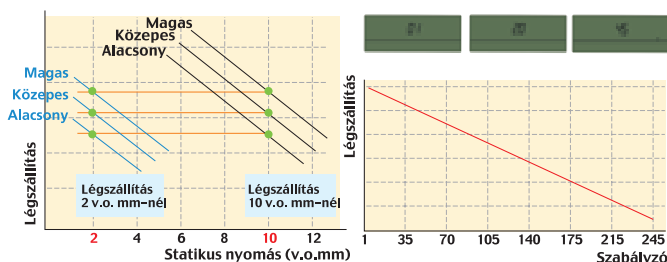 Magas
Közepes
Alacsony
Magas
Közepes
Alacsony
Légszállítás
Légszállítás
2 v.o. mm-nél
Légszállítás
10 v.o. mm-nél
2 4 6 8 10 12
Statikus nyomás (v.o.mm)
Légszállítás
1 35 70 105 140 175 215 245
Szabályzó